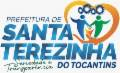 PREFEITURA DE
SANTA
TEREZINHA
DO TOCANTINS